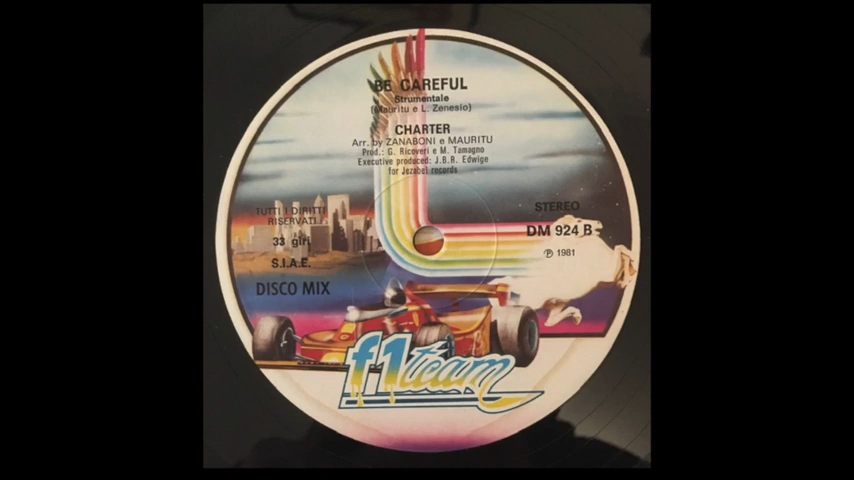 BE CAREFUL
Strumentale
(Mauritu e L. Zenesio)
CHARTER
Arr. by ZANABONI e MAURITU
Prod.: G. Ricoveri e M. Tamagno
Executive produced: J.B.R. Edwige
for Jezabel records
TUTTI I DIRITTI
RISERVATI
33 giri
S.I.A.E.
DISCO MIX
STEREO
DM 924 B
℗ 1981
f1 team